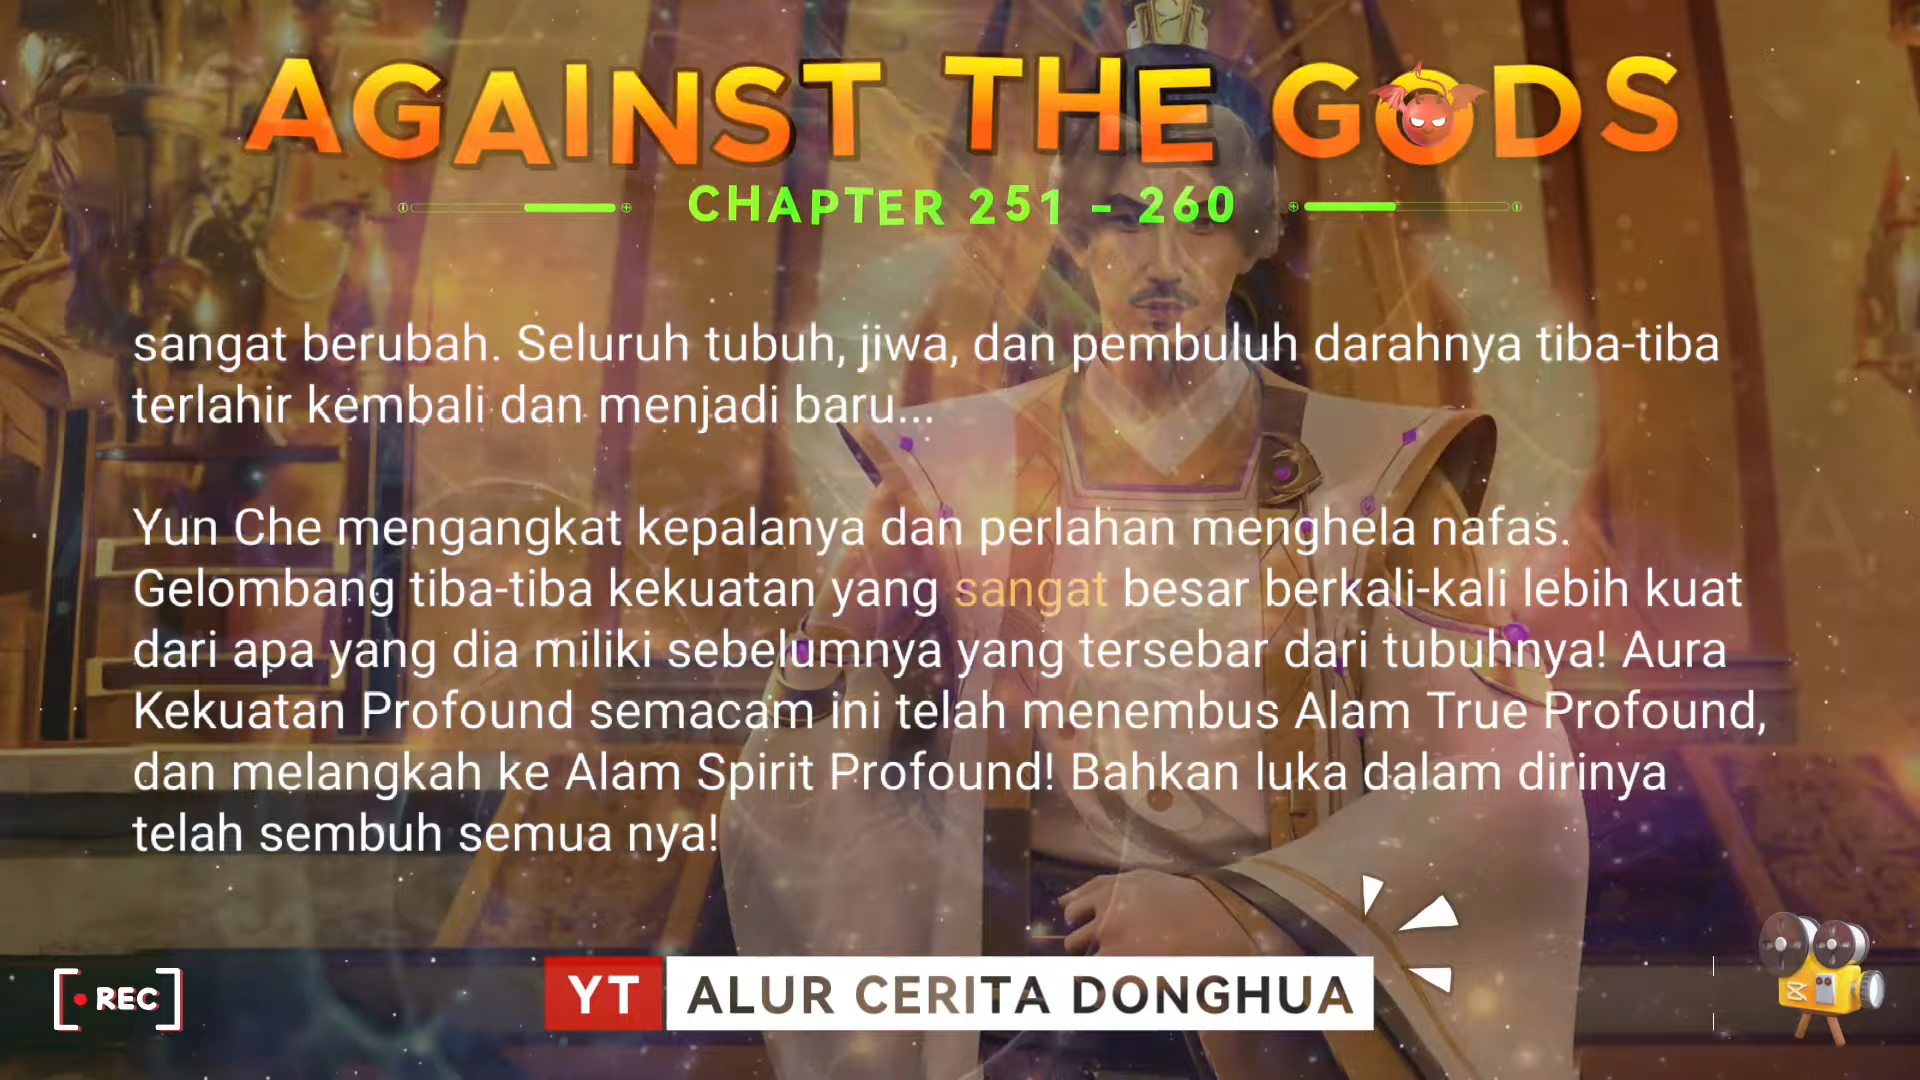 AGAINST THE GODS
CHAPTER 251 - 260
sangat berubah. Seluruh tubuh, jiwa, dan pembuluh darahnya tiba-tiba
terlahir kembali dan menjadi baru...
Yun Che mengangkat kepalanya dan perlahan menghela nafas.
Gelombang tiba-tiba kekuatan yang sangat besar berkali-kali lebih kuat
dari apa yang dia miliki sebelumnya yang tersebar dari tubuhnya! Aura
Kekuatan Profound semacam ini telah menembus Alam True Profound,
dan melangkah ke Alam Spirit Profound! Bahkan luka dalam dirinya
telah sembuh semua nya!
REC
YT ALUR CERITA DONGHUA